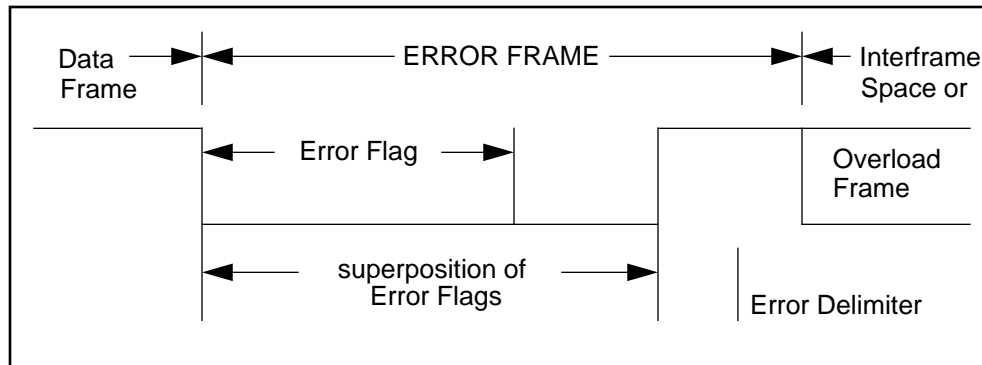 Data
Frame
ERROR FRAME
Interframe
Space or
Error Flag
Overload
Frame
superposition of
Error Flags
Error Delimiter